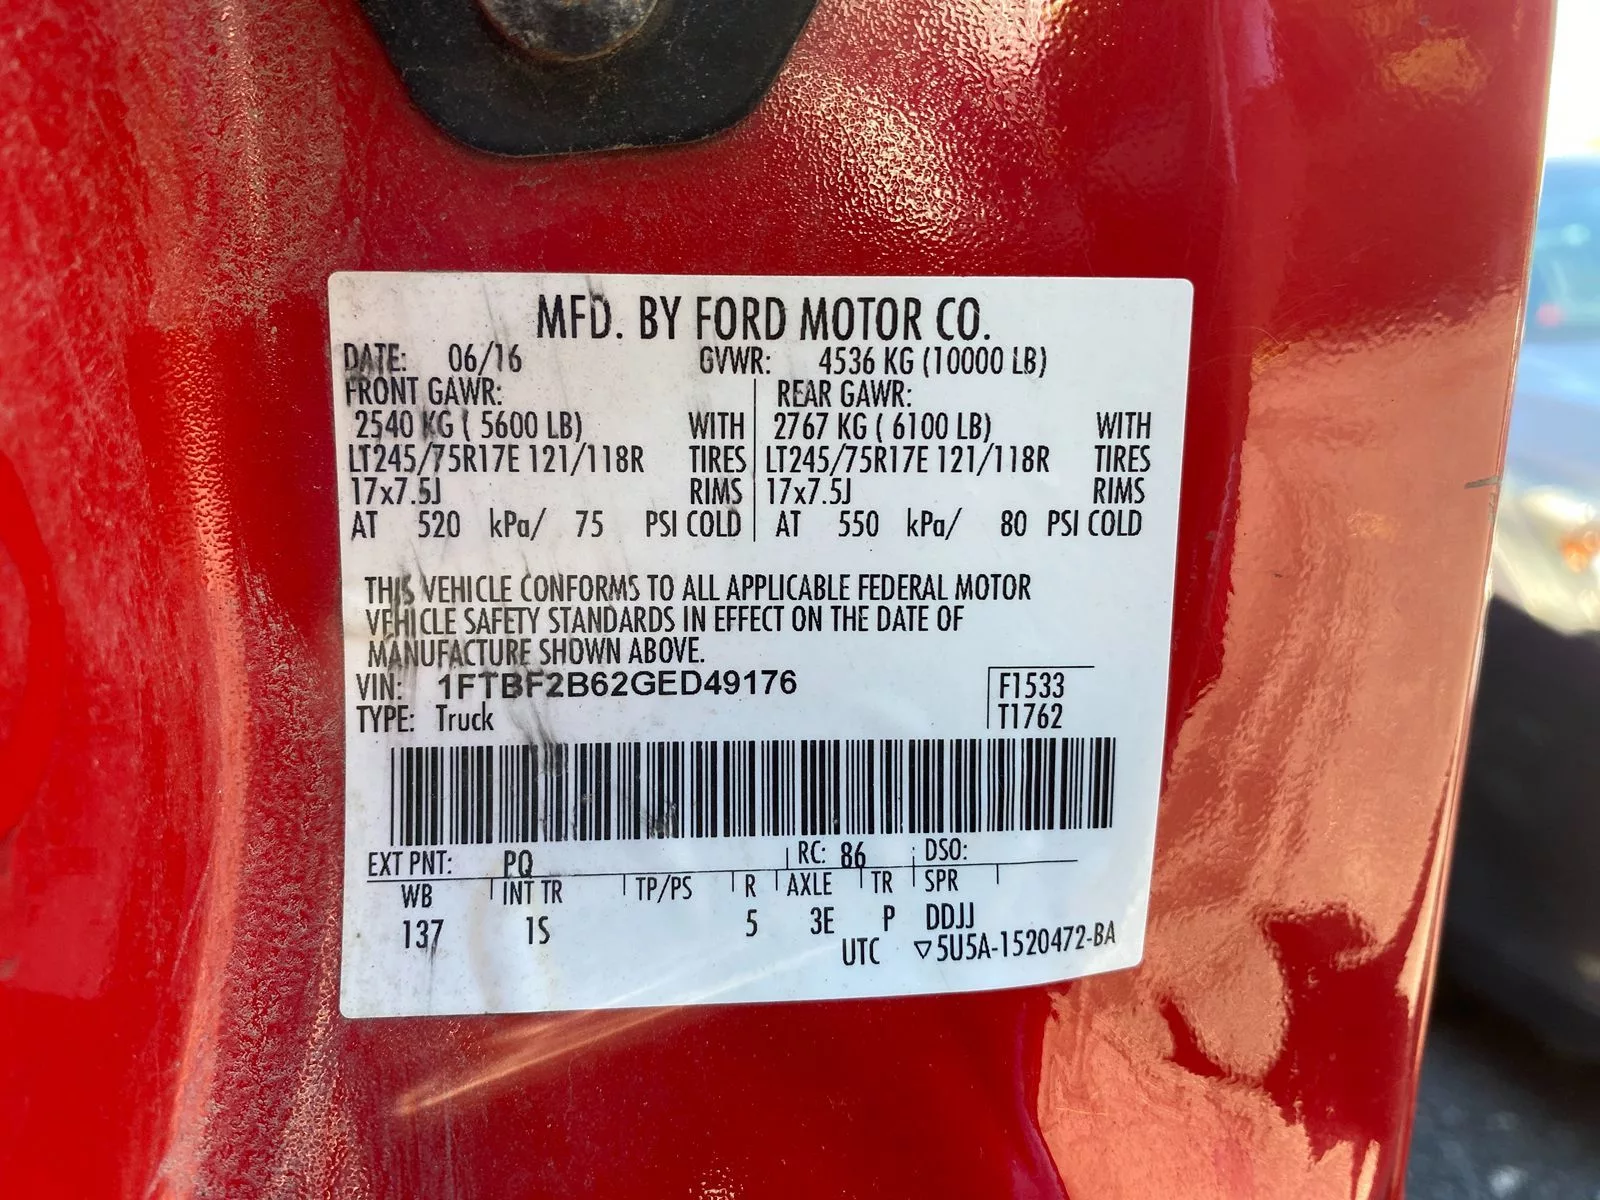 MFD. BY FORD MOTOR CO.
DATE: 06/16 GVWR: 4536 KG (10000 LB)
FRONT GAWR: REAR GAWR:
2540 KG ( 5600 LB) WITH 2767 KG ( 6100 LB) WITH
LT245/75R17E 121/118R TIRES LT245/75R17E 121/118R TIRES
17x7.5J RIMS 17x7.5J RIMS
AT 520 kPa/ 75 PSI COLD AT 550 kPa/ 80 PSI COLD
THIS VEHICLE CONFORMS TO ALL APPLICABLE FEDERAL MOTOR
VEHICLE SAFETY STANDARDS IN EFFECT ON THE DATE OF
MANUFACTURE SHOWN ABOVE.
VIN: 1FTBF2B62GED49176 F1533
TYPE: Truck T1762
EXT PNT: PQ RC: 86 DSO:
WB INT TR TP/PS R AXLE TR SPR
137 1S 5 3E P DDJJ
UTC ▽5U5A-1520472-BA